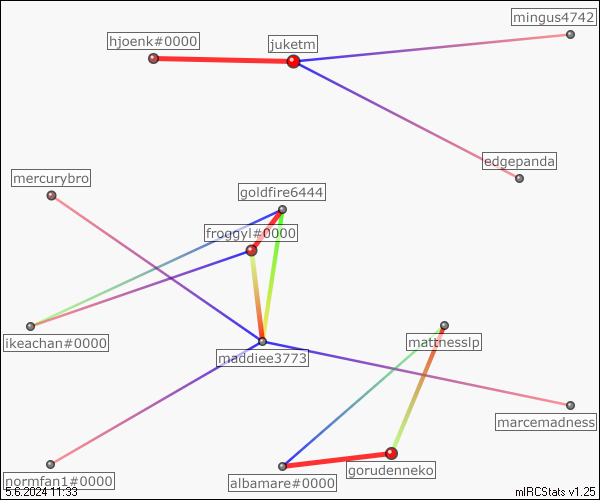 mingus4742
hjoenk#0000
juketm
edgepanda
mercurybro
goldfire6444
froggyl#0000
ikeachan#0000
mattnesslp
maddiee3773
marcemadness
gorudenneko
normfan1#0000
albamare#0000
5.6.2024 11:33
mIRCStats v1.25